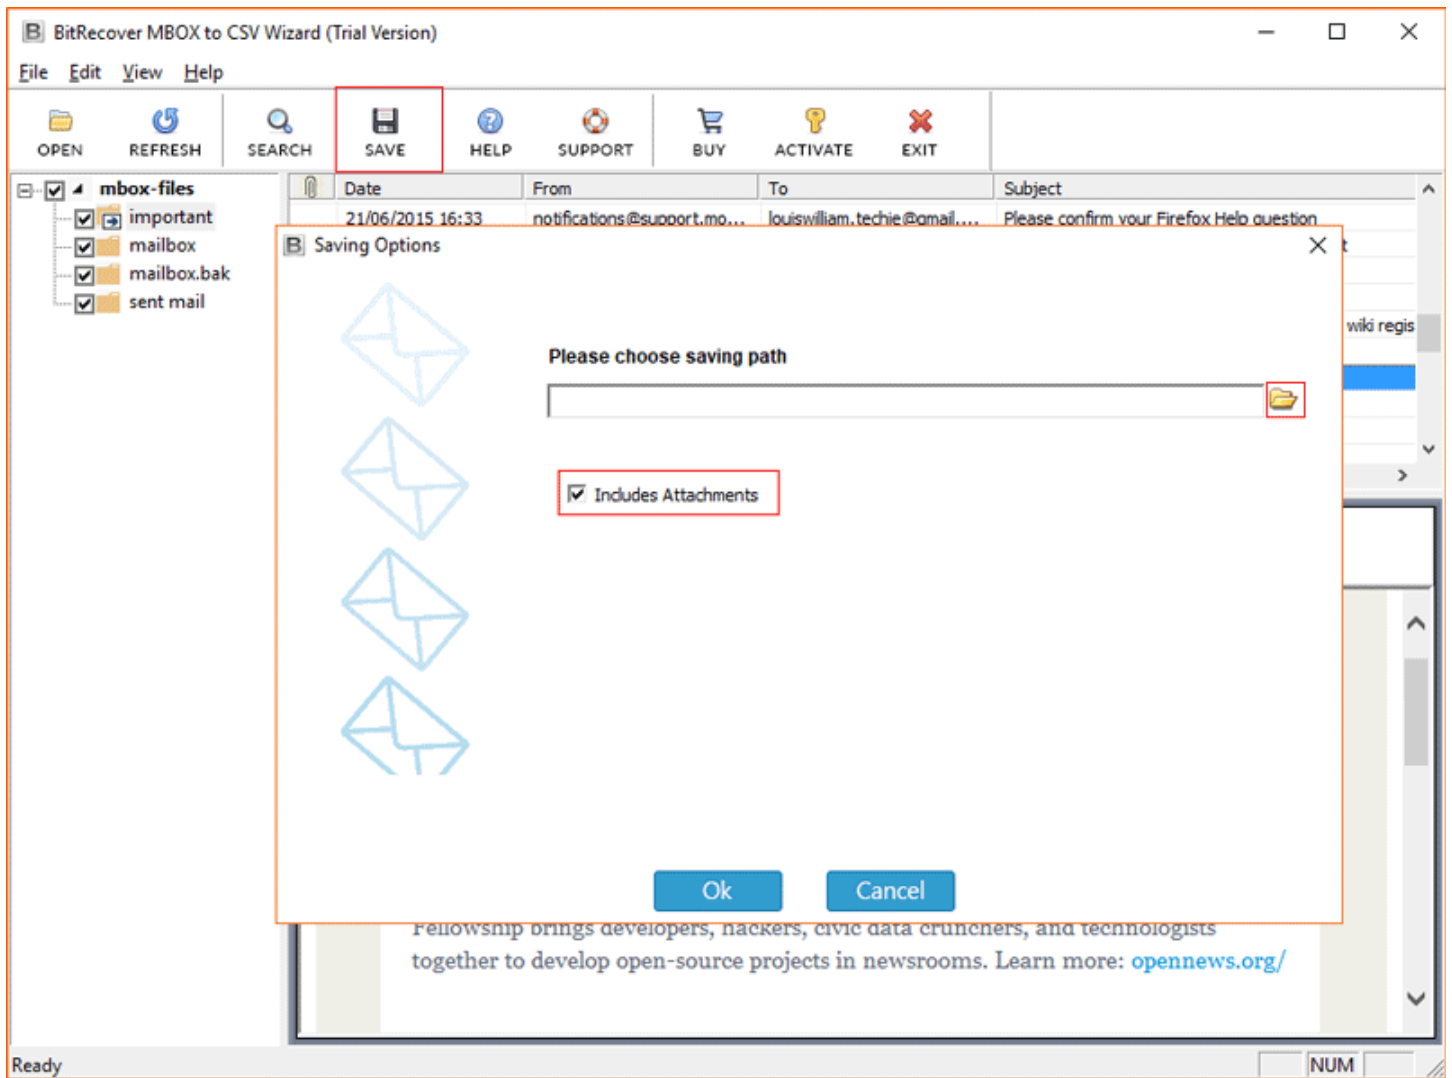 BitRecover MBOX to CSV Wizard (Trial Version)
File Edit View Help
OPEN REFRESH SEARCH SAVE HELP SUPPORT BUY ACTIVATE EXIT
mbox-files
important
mailbox
mailbox.bak
sent mail
Date From To Subject
21/06/2015 16:33 notifications@support.mo... louiswilliam.techie@gmail.... Please confirm your Firefox Help question
wiki regis
Saving Options
Please choose saving path
Includes Attachments
Ok Cancel
Fellowship brings developers, hackers, civic data crunchers, and technologists
together to develop open-source projects in newsrooms. Learn more: opennews.org/
Ready NUM